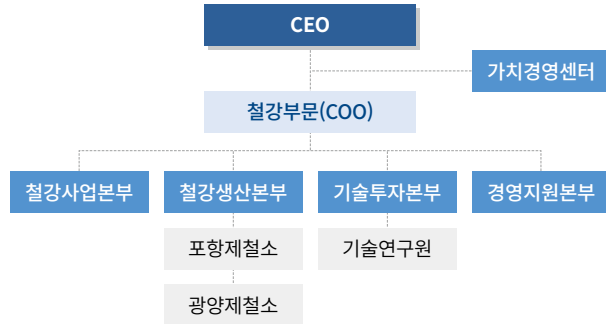 CEO
가치경영센터
철강부문(COO)
철강사업본부
철강생산본부
기술투자본부
경영지원본부
포항제철소
기술연구원
광양제철소